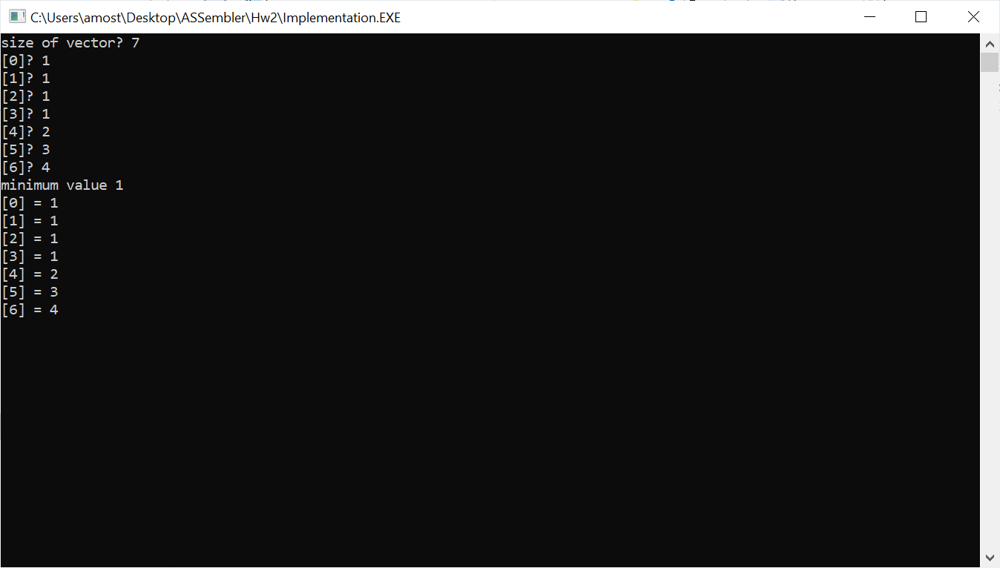 C:\Users\amost\Desktop\ASSembler\Hw2\Implementation.EXE
size of vector? 7
[0]? 1
[1]? 1
[2]? 1
[3]? 1
[4]? 2
[5]? 3
[6]? 4
minimum value 1
[0] = 1
[1] = 1
[2] = 1
[3] = 1
[4] = 2
[5] = 3
[6] = 4